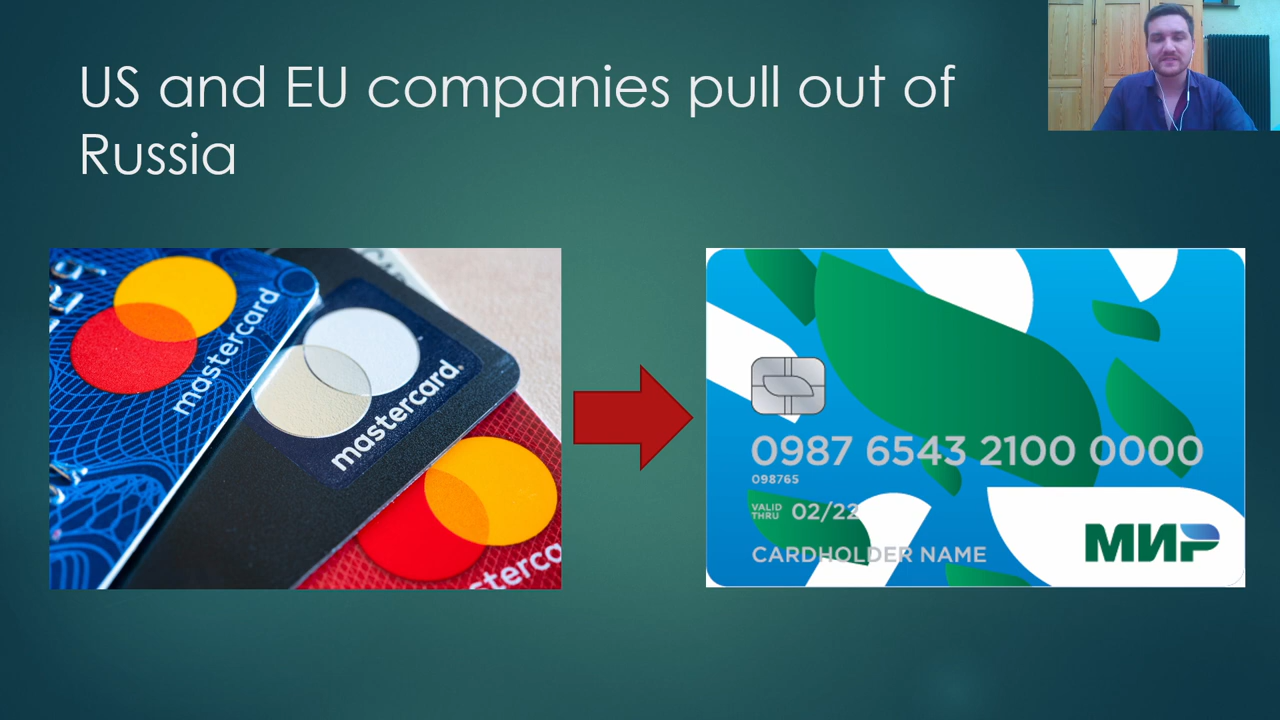 US and EU companies pull out of
Russia
mastercard
mastercard.
0987 6543 2100 0000
098765
VALID
THRU 02/22
CARDHOLDER NAME
МИР